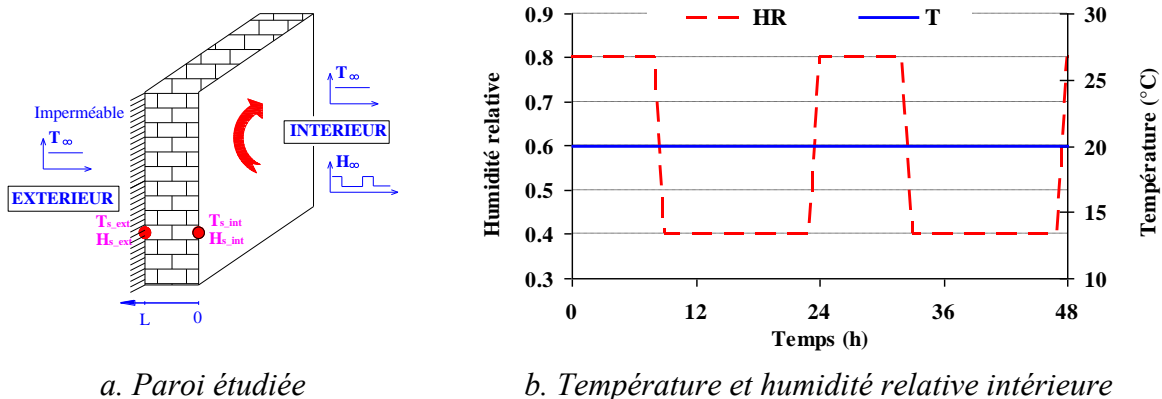 Imperméable
T∞
EXTERIEUR
T∞
INTÈRIEUR
H∞
Ts_ext
Hs_ext
Ts_int
Hs_int
L
0
a. Paroi étudiée
HR
T
Humidité relative
0.9
0.8
0.7
0.6
0.5
0.4
0.3
30
25
20
15
10
Température (°C)
0
12
24
36
48
Temps (h)
b. Température et humidité relative intérieure